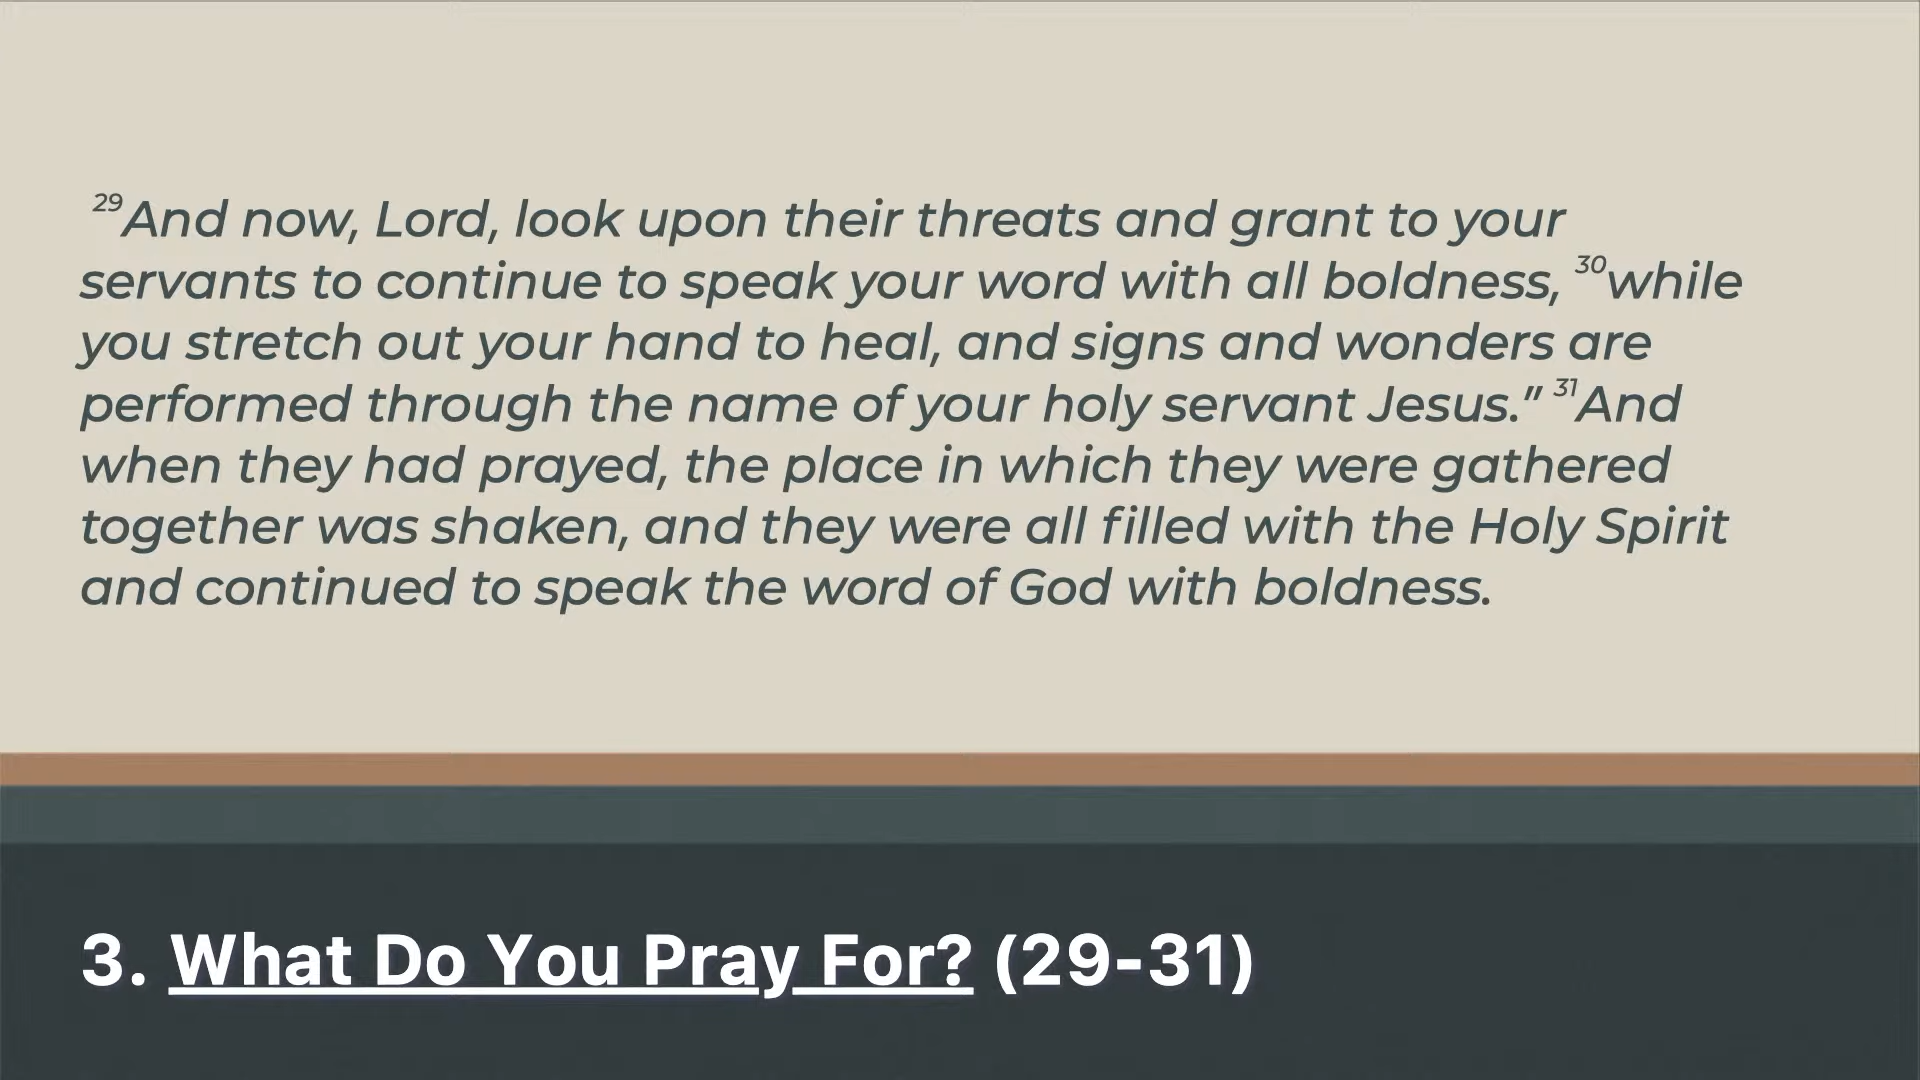 29And now, Lord, look upon their threats and grant to your
servants to continue to speak your word with all boldness, 30while
you stretch out your hand to heal, and signs and wonders are
performed through the name of your holy servant Jesus.” 31And
when they had prayed, the place in which they were gathered
together was shaken, and they were all filled with the Holy Spirit
and continued to speak the word of God with boldness.
3. What Do You Pray For? (29-31)